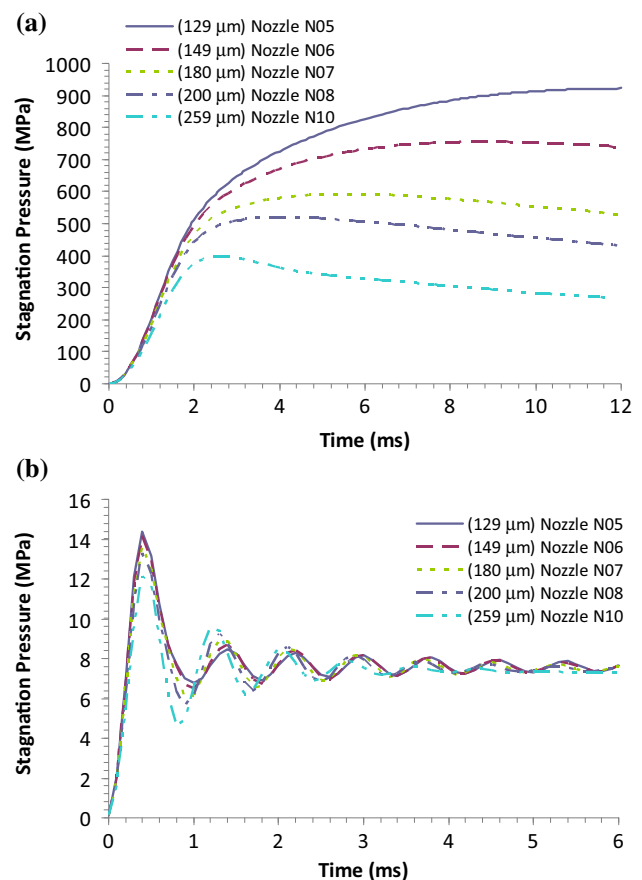 (a)
(129 µm) Nozzle N05
(149 µm) Nozzle N06
(180 µm) Nozzle N07
(200 µm) Nozzle N08
(259 µm) Nozzle N10
Stagnation Pressure (MPa)
1000
900
800
700
600
500
400
300
200
100
0
0 2 4 6 8 10 12
Time (ms)
(b)
(129 µm) Nozzle N05
(149 µm) Nozzle N06
(180 µm) Nozzle N07
(200 µm) Nozzle N08
(259 µm) Nozzle N10
Stagnation Pressure (MPa)
16
14
12
10
8
6
4
2
0
0 1 2 3 4 5 6
Time (ms)